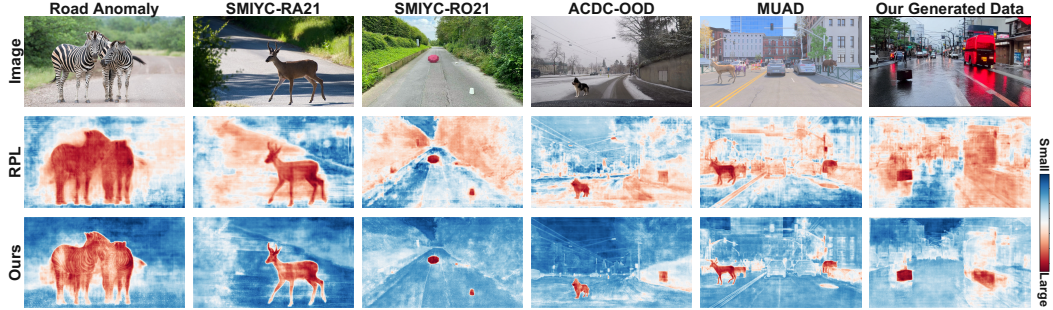 Road Anomaly SMIYC-RA21 SMIYC-RO21 ACDC-OOD MUAD Our Generated Data
Image
RPL
Ours
Small
Large